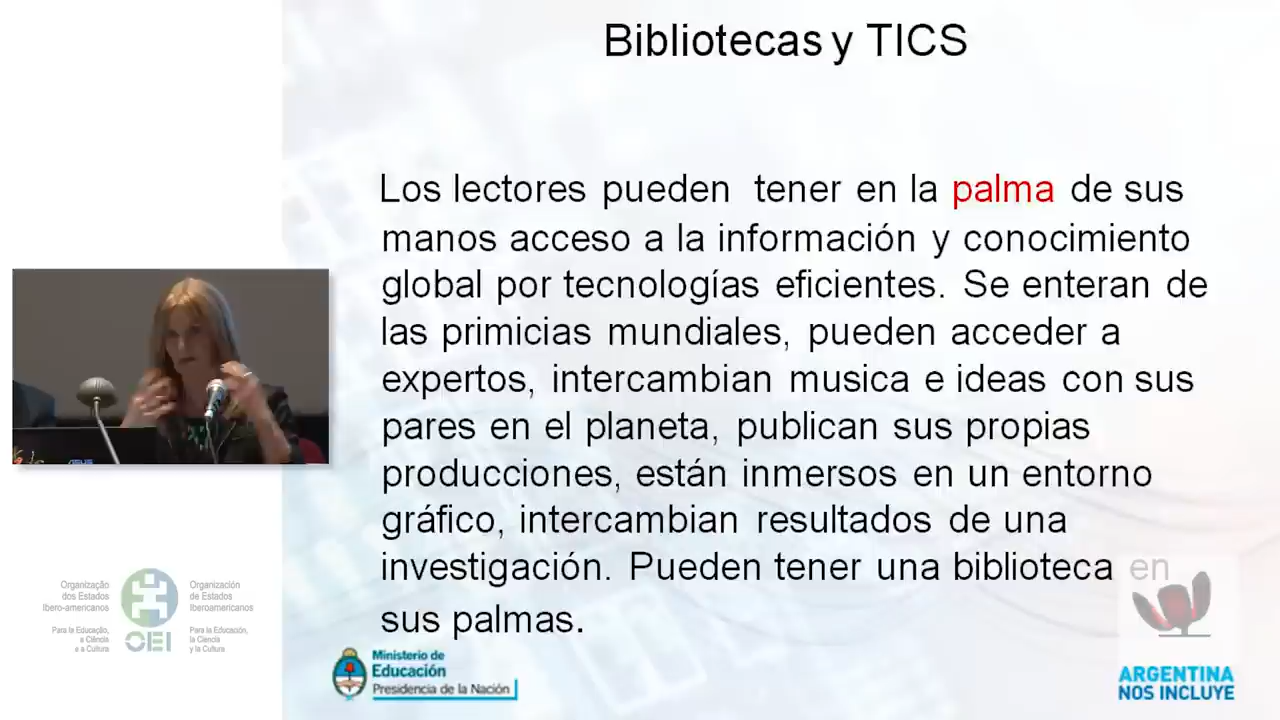 Bibliotecas y TICS
Los lectores pueden tener en la palma de sus
manos acceso a la información y conocimiento
global por tecnologías eficientes. Se enteran de
las primicias mundiales, pueden acceder a
expertos, intercambian musica e ideas con sus
pares en el planeta, publican sus propias
producciones, están inmersos en un entorno
gráfico, intercambian resultados de una
investigación. Pueden tener una biblioteca en
sus palmas.
Organização
dos Estados
Ibero-americanos
Para la Educação,
a Ciência
e a Cultura
OEI
Organización
de Estados
Iberoamericanos
Para la Educación,
la Ciencia
y la Cultura
Ministerio de
Educación
Presidencia de la Nación
ARGENTINA
NOS INCLUYE